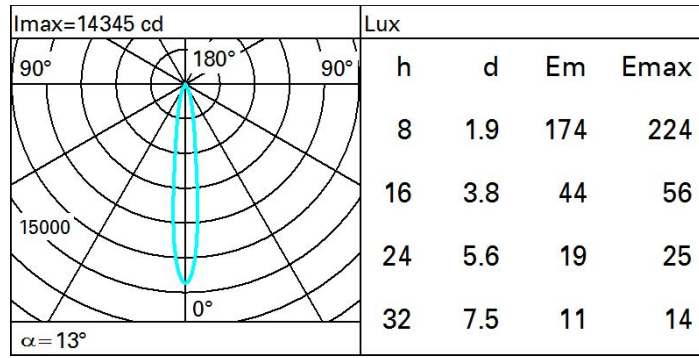 Imax=14345 cd
Lux
90° 180° 90°
15000
0°
α=13°
h d Em Emax
8 1.9 174 224
16 3.8 44 56
24 5.6 19 25
32 7.5 11 14